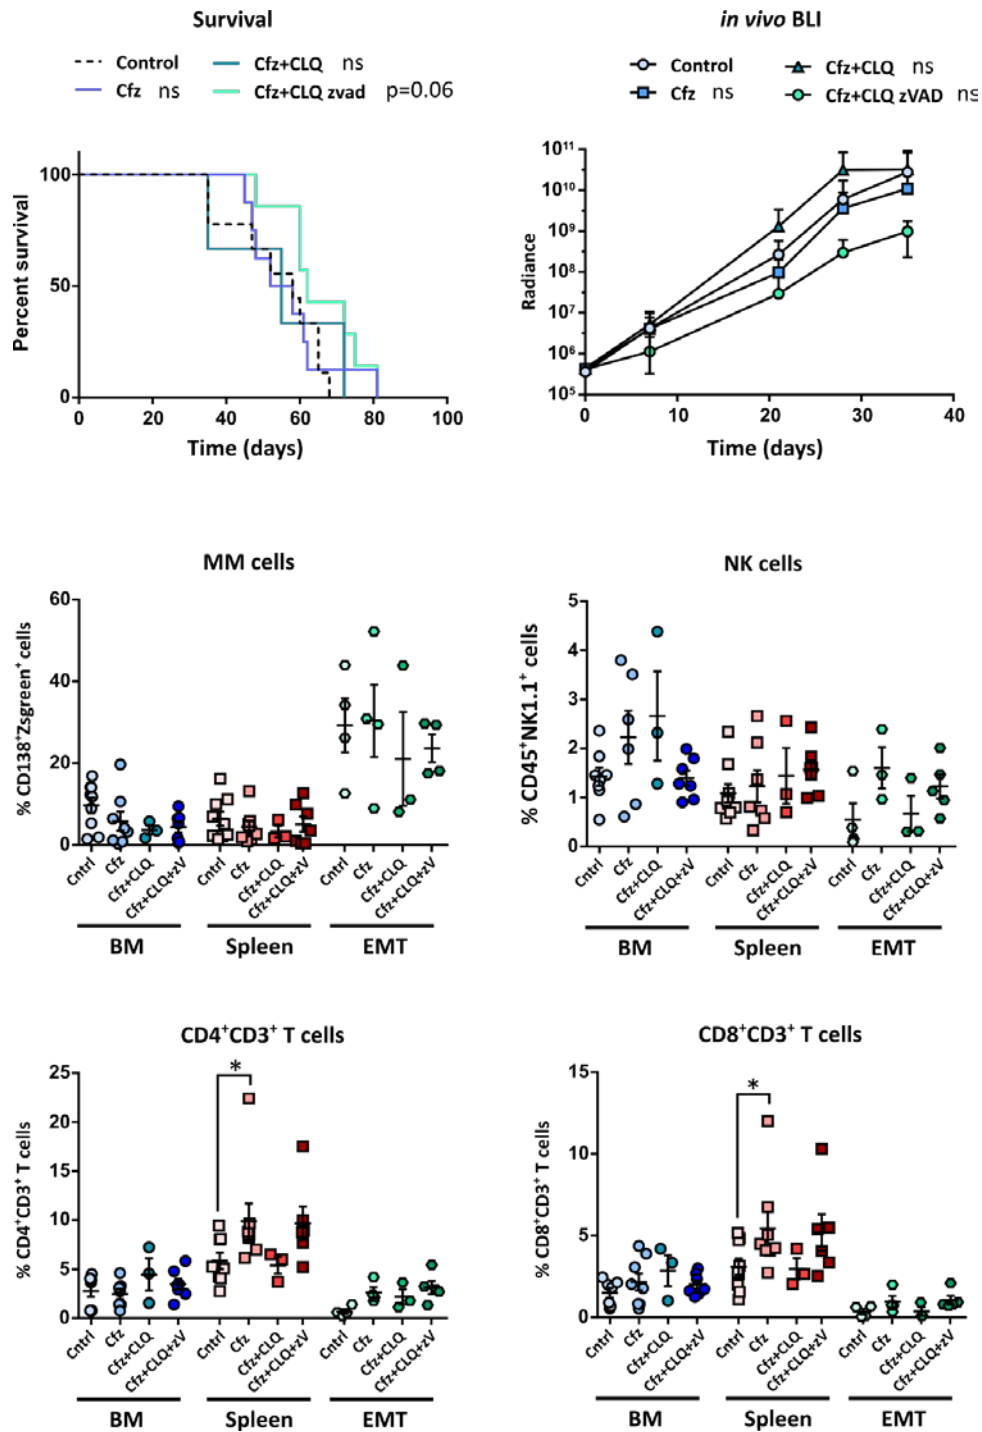 Survival
Control
Cfz ns
Cfz+CLQ ns
Cfz+CLQ zvad p=0.06
Percent survival
100
50
0
0 20 40 60 80 100
Time (days)
in vivo BLI
Control
Cfz ns
Cfz+CLQ ns
Cfz+CLQ zVAD ns
Radiance
10¹¹
10¹⁰
10⁹
10⁸
10⁷
10⁶
10⁵
0 10 20 30 40
Time (days)
MM cells
% CD138⁺Zsgreen⁺ cells
60
40
20
0
Cntrl Cfz Cfz+CLQ Cfz+CLQ+zV Cntrl Cfz Cfz+CLQ Cfz+CLQ+zV Cntrl Cfz Cfz+CLQ Cfz+CLQ+zV
BM Spleen EMT
NK cells
% CD45⁺NK1.1⁺ cells
5
4
3
2
1
0
Cntrl Cfz Cfz+CLQ Cfz+CLQ+zV Cntrl Cfz Cfz+CLQ Cfz+CLQ+zV Cntrl Cfz Cfz+CLQ Cfz+CLQ+zV
BM Spleen EMT
CD4⁺CD3⁺ T cells
% CD4⁺CD3⁺ T cells
25
20
15
10
5
0
*
Cntrl Cfz Cfz+CLQ Cfz+CLQ+zV Cntrl Cfz Cfz+CLQ Cfz+CLQ+zV Cntrl Cfz Cfz+CLQ Cfz+CLQ+zV
BM Spleen EMT
CD8⁺CD3⁺ T cells
% CD8⁺CD3⁺ T cells
15
10
5
0
*
Cntrl Cfz Cfz+CLQ Cfz+CLQ+zV Cntrl Cfz Cfz+CLQ Cfz+CLQ+zV Cntrl Cfz Cfz+CLQ Cfz+CLQ+zV
BM Spleen EMT